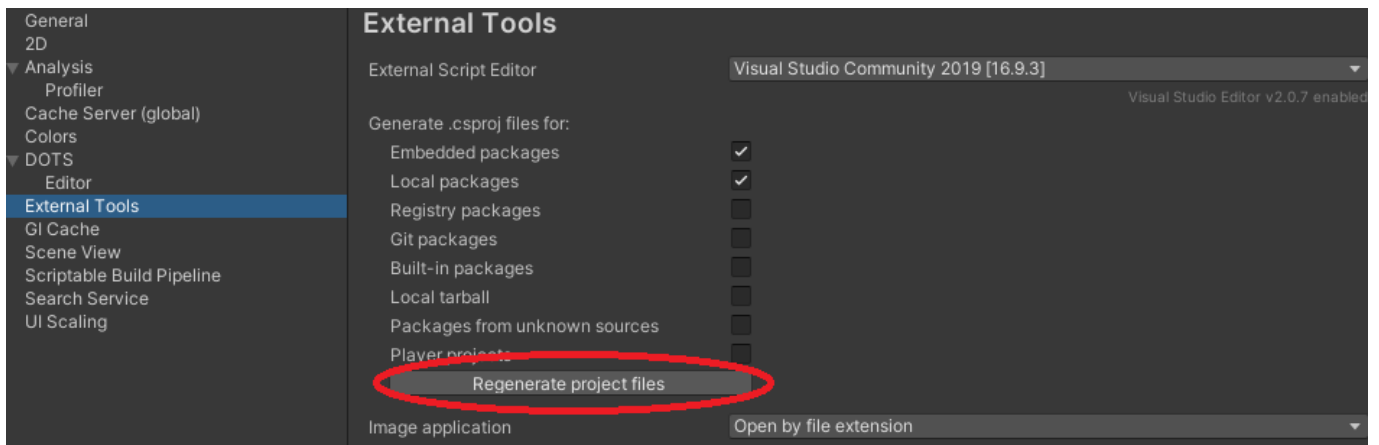 General
2D
Analysis
Profiler
Cache Server (global)
Colors
DOTS
Editor
External Tools
GI Cache
Scene View
Scriptable Build Pipeline
Search Service
UI Scaling
External Tools
External Script Editor
Visual Studio Community 2019 [16.9.3]
Visual Studio Editor v2.0.7 enabled
Generate .csproj files for:
Embedded packages
Local packages
Registry packages
Git packages
Built-in packages
Local tarball
Packages from unknown sources
Player projects
Regenerate project files
Image application
Open by file extension